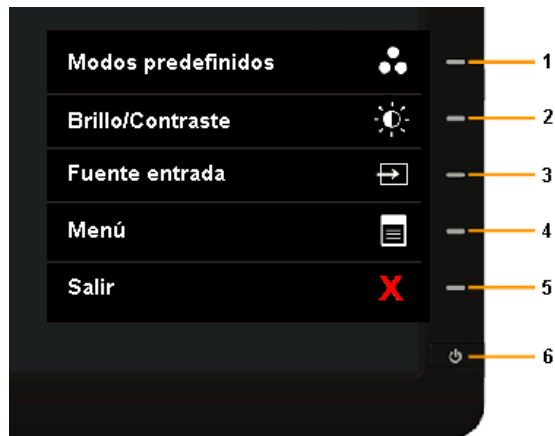 Modos predefinidos 1
Brillo/Contraste 2
Fuente entrada 3
Menú 4
Salir X 5
6